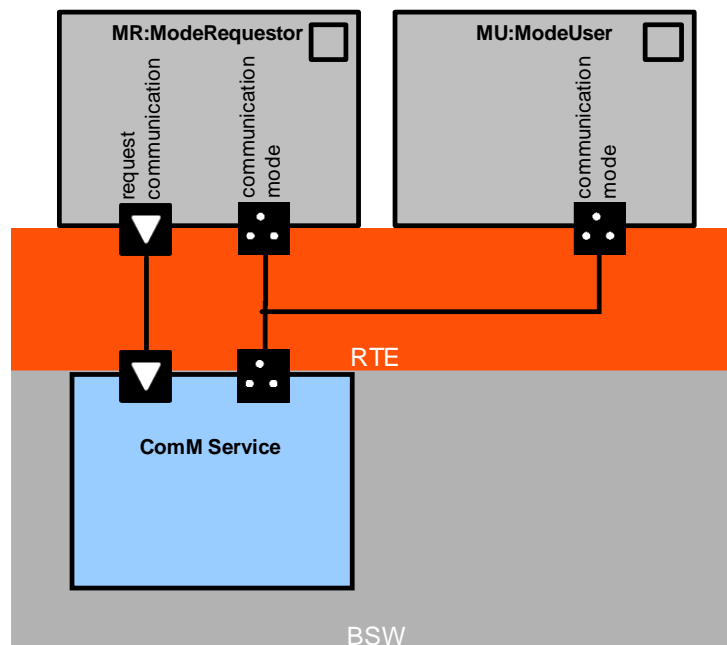 MR:ModeRequestor
MU:ModeUser
request
communication
communication
mode
communication
mode
RTE
ComM Service
BSW